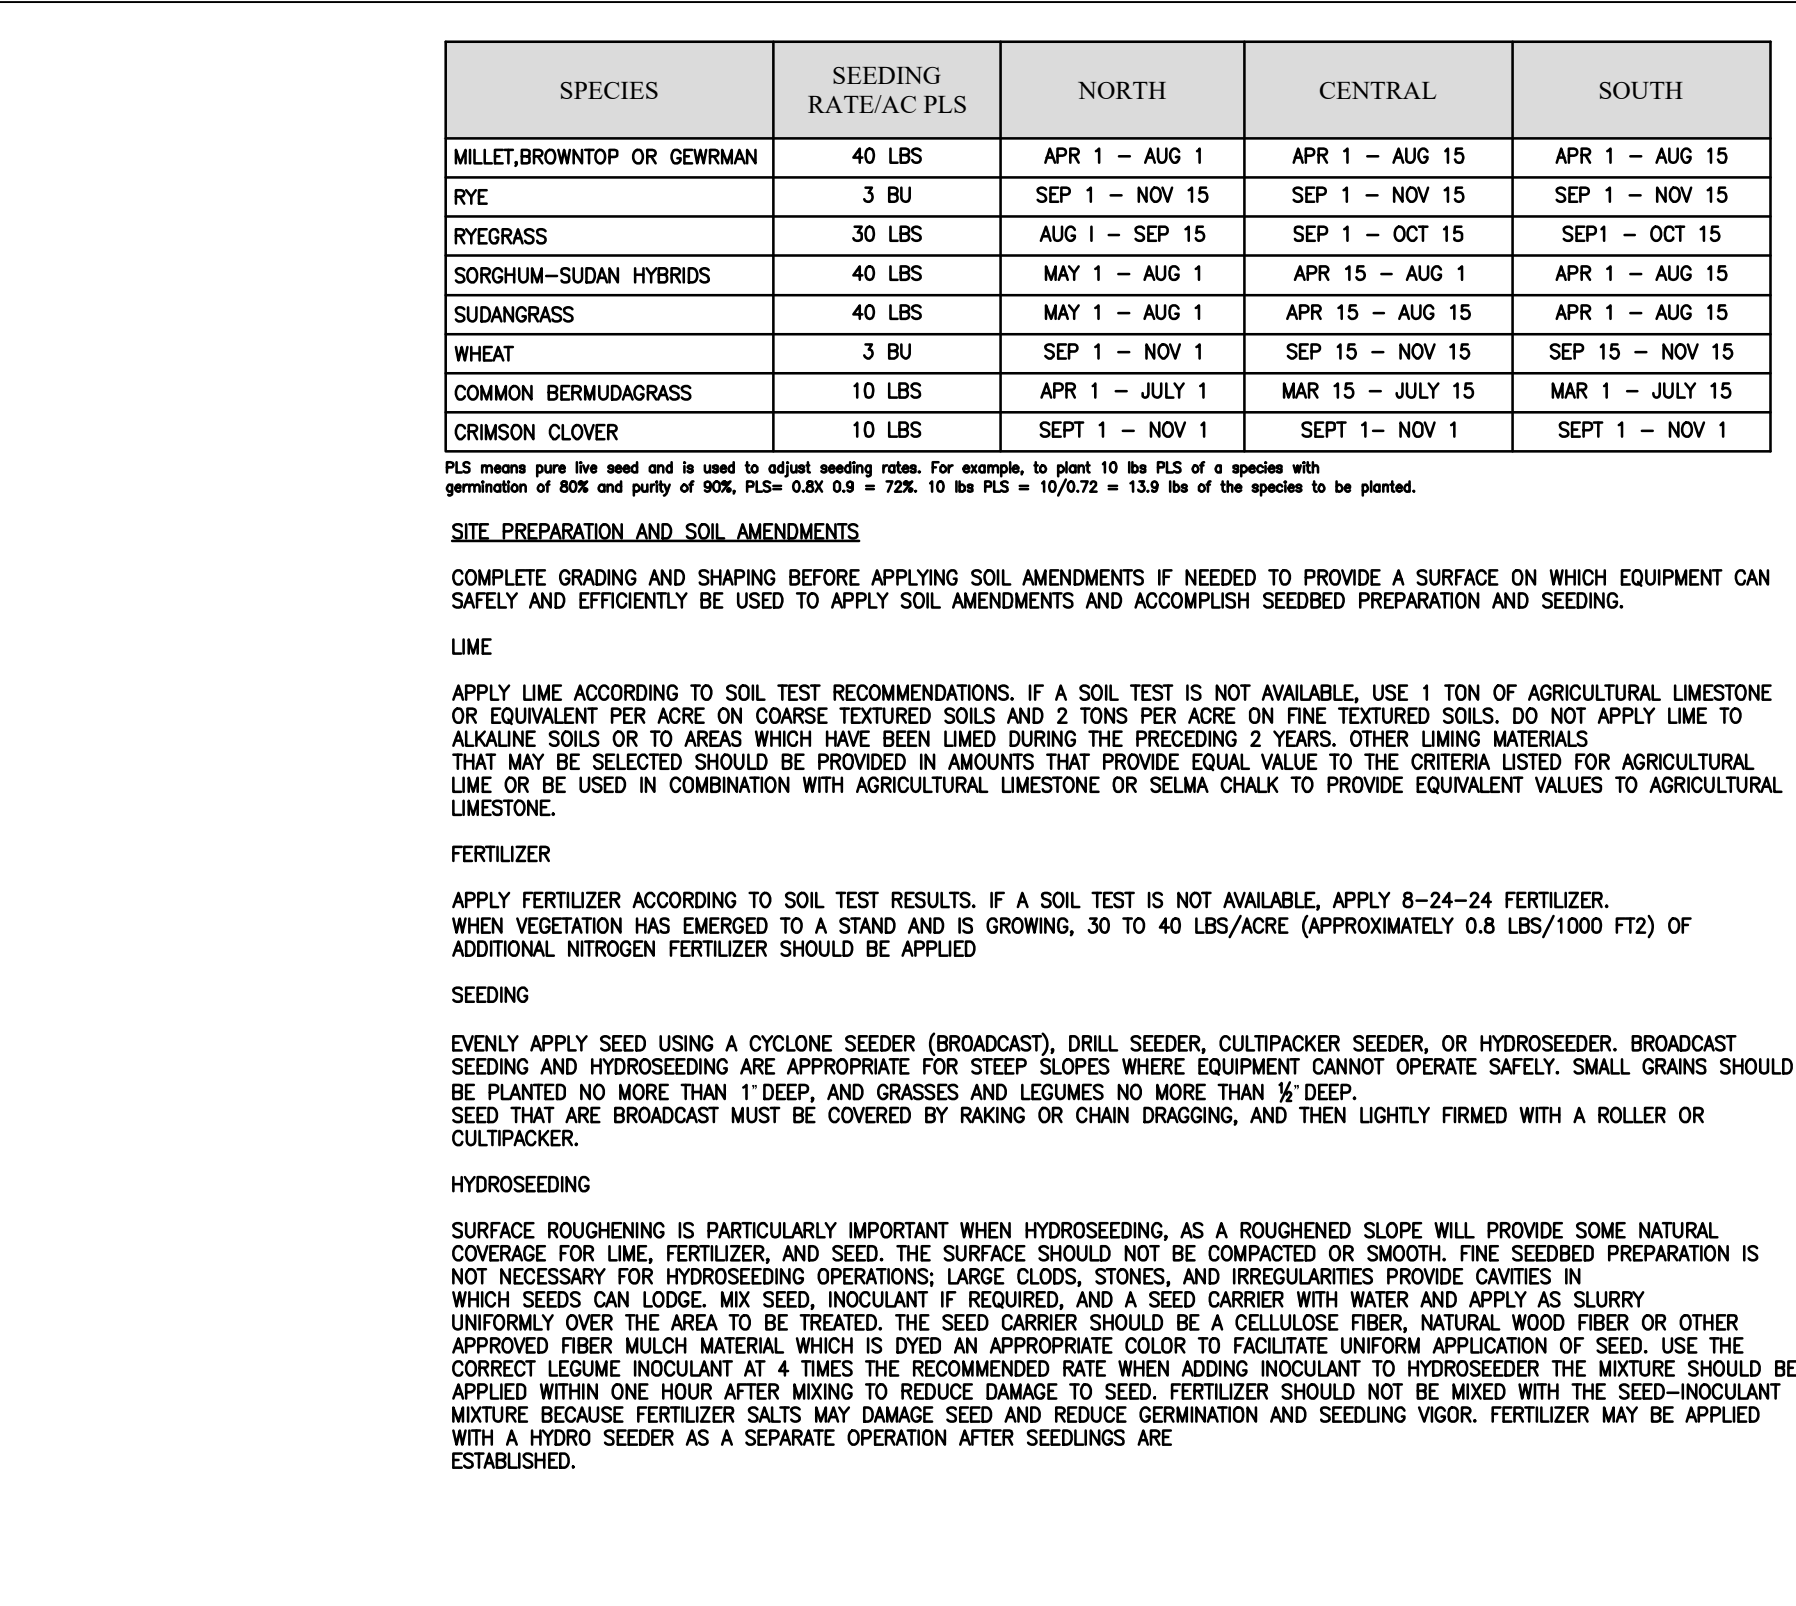 SPECIES SEEDING RATE/AC PLS NORTH CENTRAL SOUTH
MILLET,BROWNTOP OR GEWRMAN 40 LBS APR 1 – AUG 1 APR 1 – AUG 15 APR 1 – AUG 15
RYE 3 BU SEP 1 – NOV 15 SEP 1 – NOV 15 SEP 1 – NOV 15
RYEGRASS 30 LBS AUG I – SEP 15 SEP 1 – OCT 15 SEP1 – OCT 15
SORGHUM–SUDAN HYBRIDS 40 LBS MAY 1 – AUG 1 APR 15 – AUG 1 APR 1 – AUG 15
SUDANGRASS 40 LBS MAY 1 – AUG 1 APR 15 – AUG 15 APR 1 – AUG 15
WHEAT 3 BU SEP 1 – NOV 1 SEP 15 – NOV 15 SEP 15 – NOV 15
COMMON BERMUDAGRASS 10 LBS APR 1 – JULY 1 MAR 15 – JULY 15 MAR 1 – JULY 15
CRIMSON CLOVER 10 LBS SEPT 1 – NOV 1 SEPT 1– NOV 1 SEPT 1 – NOV 1
PLS means pure live seed and is used to adjust seeding rates. For example, to plant 10 lbs PLS of a species with
germination of 80% and purity of 90%, PLS= 0.8X 0.9 = 72%. 10 lbs PLS = 10/0.72 = 13.9 lbs of the species to be planted.
SITE PREPARATION AND SOIL AMENDMENTS
COMPLETE GRADING AND SHAPING BEFORE APPLYING SOIL AMENDMENTS IF NEEDED TO PROVIDE A SURFACE ON WHICH EQUIPMENT CAN
SAFELY AND EFFICIENTLY BE USED TO APPLY SOIL AMENDMENTS AND ACCOMPLISH SEEDBED PREPARATION AND SEEDING.
LIME
APPLY LIME ACCORDING TO SOIL TEST RECOMMENDATIONS. IF A SOIL TEST IS NOT AVAILABLE, USE 1 TON OF AGRICULTURAL LIMESTONE
OR EQUIVALENT PER ACRE ON COARSE TEXTURED SOILS AND 2 TONS PER ACRE ON FINE TEXTURED SOILS. DO NOT APPLY LIME TO
ALKALINE SOILS OR TO AREAS WHICH HAVE BEEN LIMED DURING THE PRECEDING 2 YEARS. OTHER LIMING MATERIALS
THAT MAY BE SELECTED SHOULD BE PROVIDED IN AMOUNTS THAT PROVIDE EQUAL VALUE TO THE CRITERIA LISTED FOR AGRICULTURAL
LIME OR BE USED IN COMBINATION WITH AGRICULTURAL LIMESTONE OR SELMA CHALK TO PROVIDE EQUIVALENT VALUES TO AGRICULTURAL
LIMESTONE.
FERTILIZER
APPLY FERTILIZER ACCORDING TO SOIL TEST RESULTS. IF A SOIL TEST IS NOT AVAILABLE, APPLY 8–24–24 FERTILIZER.
WHEN VEGETATION HAS EMERGED TO A STAND AND IS GROWING, 30 TO 40 LBS/ACRE (APPROXIMATELY 0.8 LBS/1000 FT2) OF
ADDITIONAL NITROGEN FERTILIZER SHOULD BE APPLIED
SEEDING
EVENLY APPLY SEED USING A CYCLONE SEEDER (BROADCAST), DRILL SEEDER, CULTIPACKER SEEDER, OR HYDROSEEDER. BROADCAST
SEEDING AND HYDROSEEDING ARE APPROPRIATE FOR STEEP SLOPES WHERE EQUIPMENT CANNOT OPERATE SAFELY. SMALL GRAINS SHOULD
BE PLANTED NO MORE THAN 1" DEEP, AND GRASSES AND LEGUMES NO MORE THAN ½" DEEP.
SEED THAT ARE BROADCAST MUST BE COVERED BY RAKING OR CHAIN DRAGGING, AND THEN LIGHTLY FIRMED WITH A ROLLER OR
CULTIPACKER.
HYDROSEEDING
SURFACE ROUGHENING IS PARTICULARLY IMPORTANT WHEN HYDROSEEDING, AS A ROUGHENED SLOPE WILL PROVIDE SOME NATURAL
COVERAGE FOR LIME, FERTILIZER, AND SEED. THE SURFACE SHOULD NOT BE COMPACTED OR SMOOTH. FINE SEEDBED PREPARATION IS
NOT NECESSARY FOR HYDROSEEDING OPERATIONS; LARGE CLODS, STONES, AND IRREGULARITIES PROVIDE CAVITIES IN
WHICH SEEDS CAN LODGE. MIX SEED, INOCULANT IF REQUIRED, AND A SEED CARRIER WITH WATER AND APPLY AS SLURRY
UNIFORMLY OVER THE AREA TO BE TREATED. THE SEED CARRIER SHOULD BE A CELLULOSE FIBER, NATURAL WOOD FIBER OR OTHER
APPROVED FIBER MULCH MATERIAL WHICH IS DYED AN APPROPRIATE COLOR TO FACILITATE UNIFORM APPLICATION OF SEED. USE THE
CORRECT LEGUME INOCULANT AT 4 TIMES THE RECOMMENDED RATE WHEN ADDING INOCULANT TO HYDROSEEDER THE MIXTURE SHOULD BE
APPLIED WITHIN ONE HOUR AFTER MIXING TO REDUCE DAMAGE TO SEED. FERTILIZER SHOULD NOT BE MIXED WITH THE SEED–INOCULANT
MIXTURE BECAUSE FERTILIZER SALTS MAY DAMAGE SEED AND REDUCE GERMINATION AND SEEDLING VIGOR. FERTILIZER MAY BE APPLIED
WITH A HYDRO SEEDER AS A SEPARATE OPERATION AFTER SEEDLINGS ARE
ESTABLISHED.